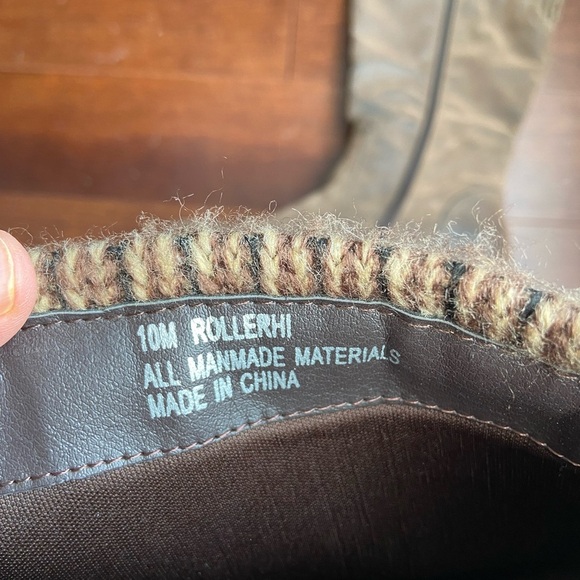 10M ROLLERHI
ALL MANMADE MATERIALS
MADE IN CHINA